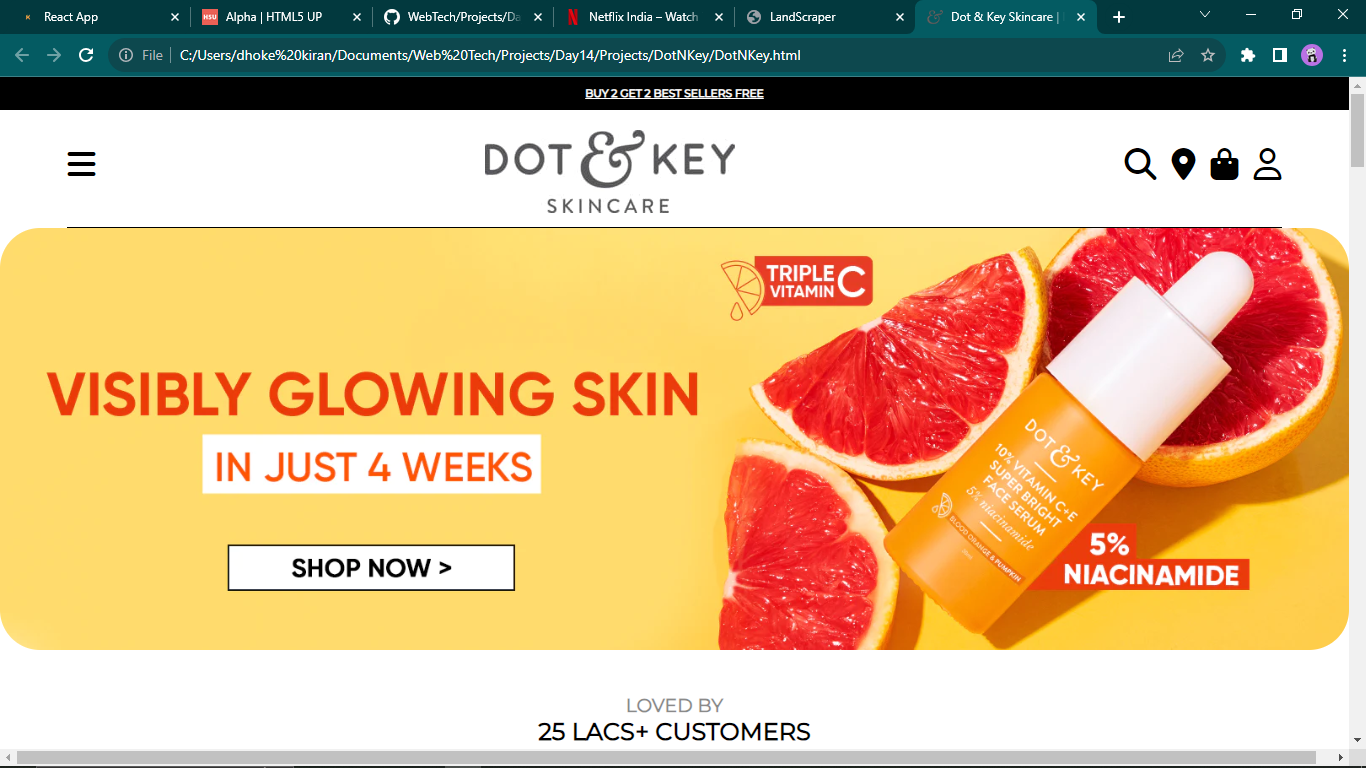 React App
HSU
Alpha | HTML5 UP
WebTech/Projects/Da
Netflix India – Watch
LandScraper
Dot & Key Skincare |
File
C:/Users/dhoke%20kiran/Documents/Web%20Tech/Projects/Day14/Projects/DotNKey/DotNKey.html
BUY 2 GET 2 BEST SELLERS FREE
DOT & KEY
SKINCARE
TRIPLE
VITAMIN C
VISIBLY GLOWING SKIN
IN JUST 4 WEEKS
SHOP NOW >
DOT & KEY
10% VITAMIN C+E
SUPER BRIGHT
FACE SERUM
5% niacinamide
BLOOD ORANGE & PUMPKIN
5%
NIACINAMIDE
LOVED BY
25 LACS+ CUSTOMERS